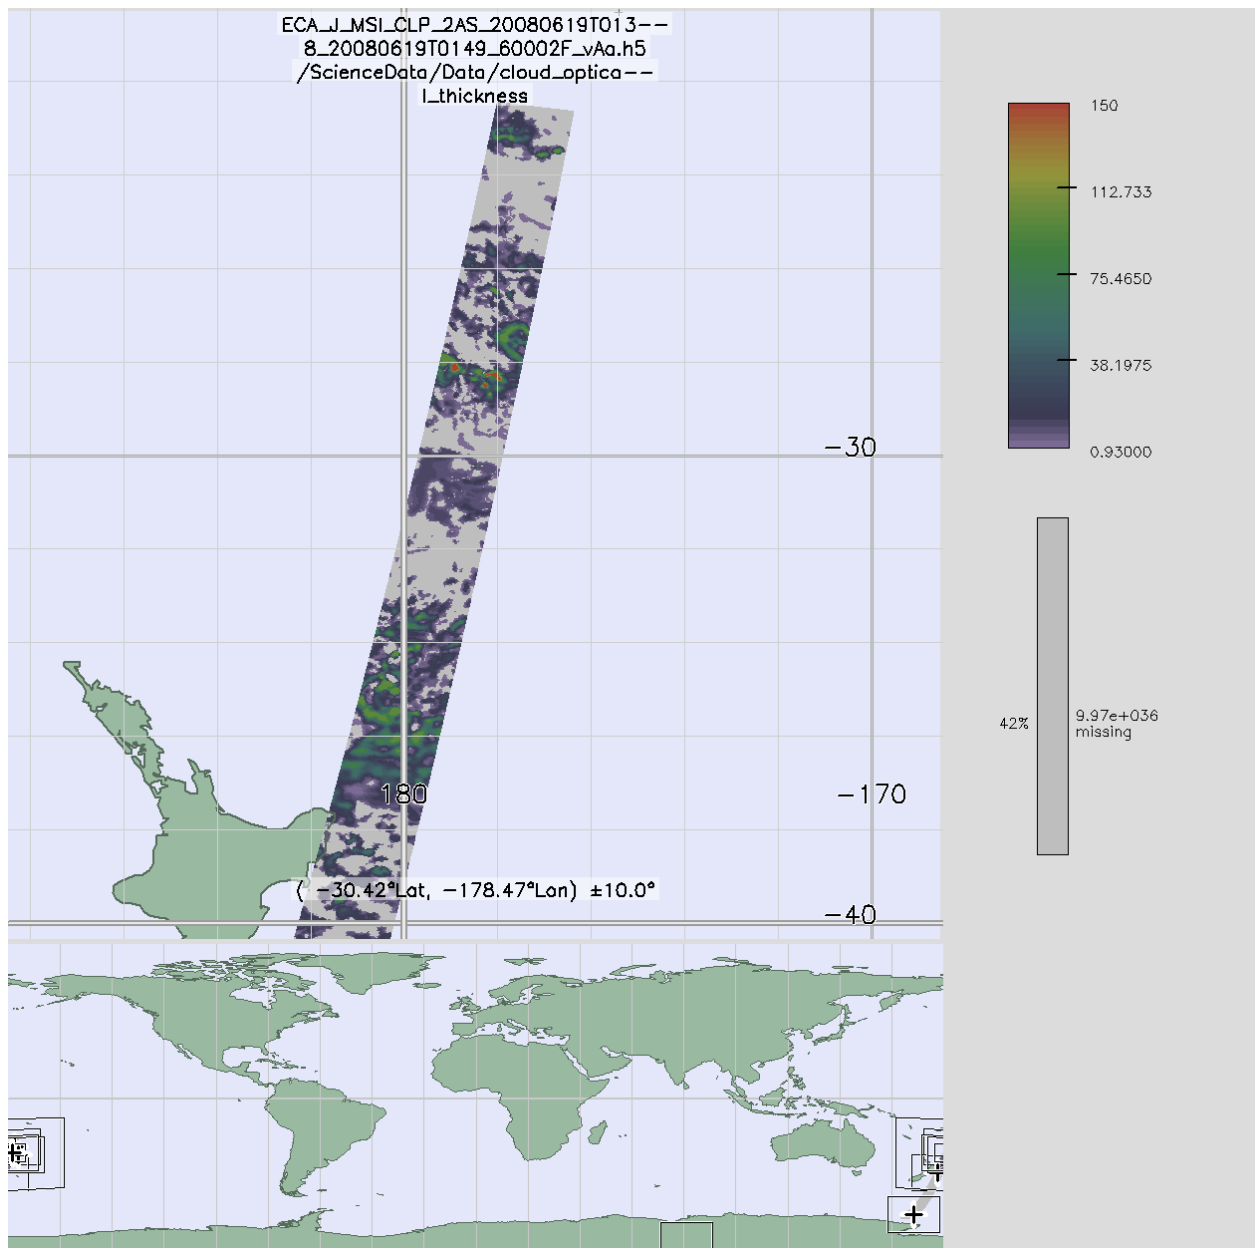 ECA_J_MSI_CLP_2AS_20080619T013--
8_20080619T0149_60002F_vAa.h5
/ScienceData/Data/cloud_optica--
l_thickness
150
112.733
75.4650
38.1975
0.93000
-30
42%
9.97e+036
missing
180
-170
( -30.42°Lat, -178.47°Lon) ±10.0°
-40